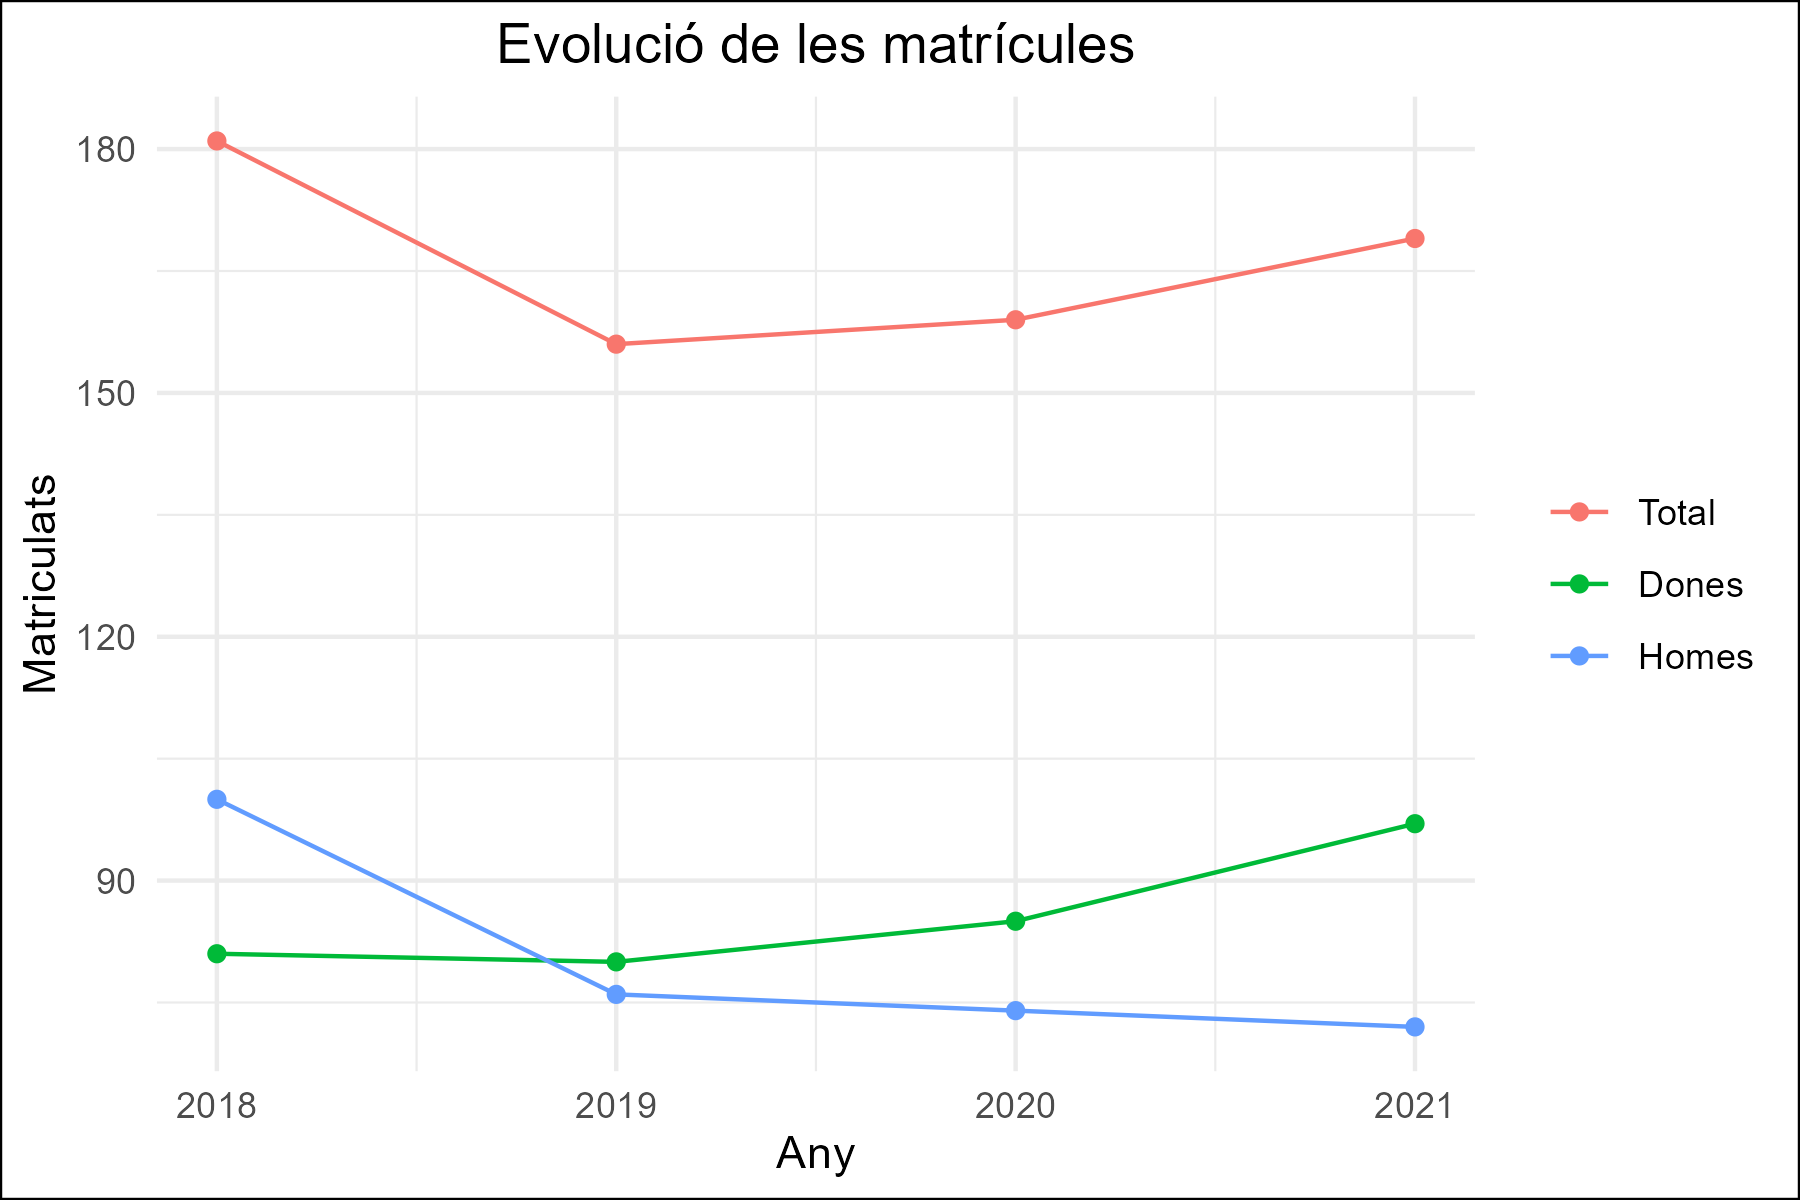 Evolució de les matrícules
Matriculats
180
150
120
90
2018
2019
2020
2021
Any
Total
Dones
Homes